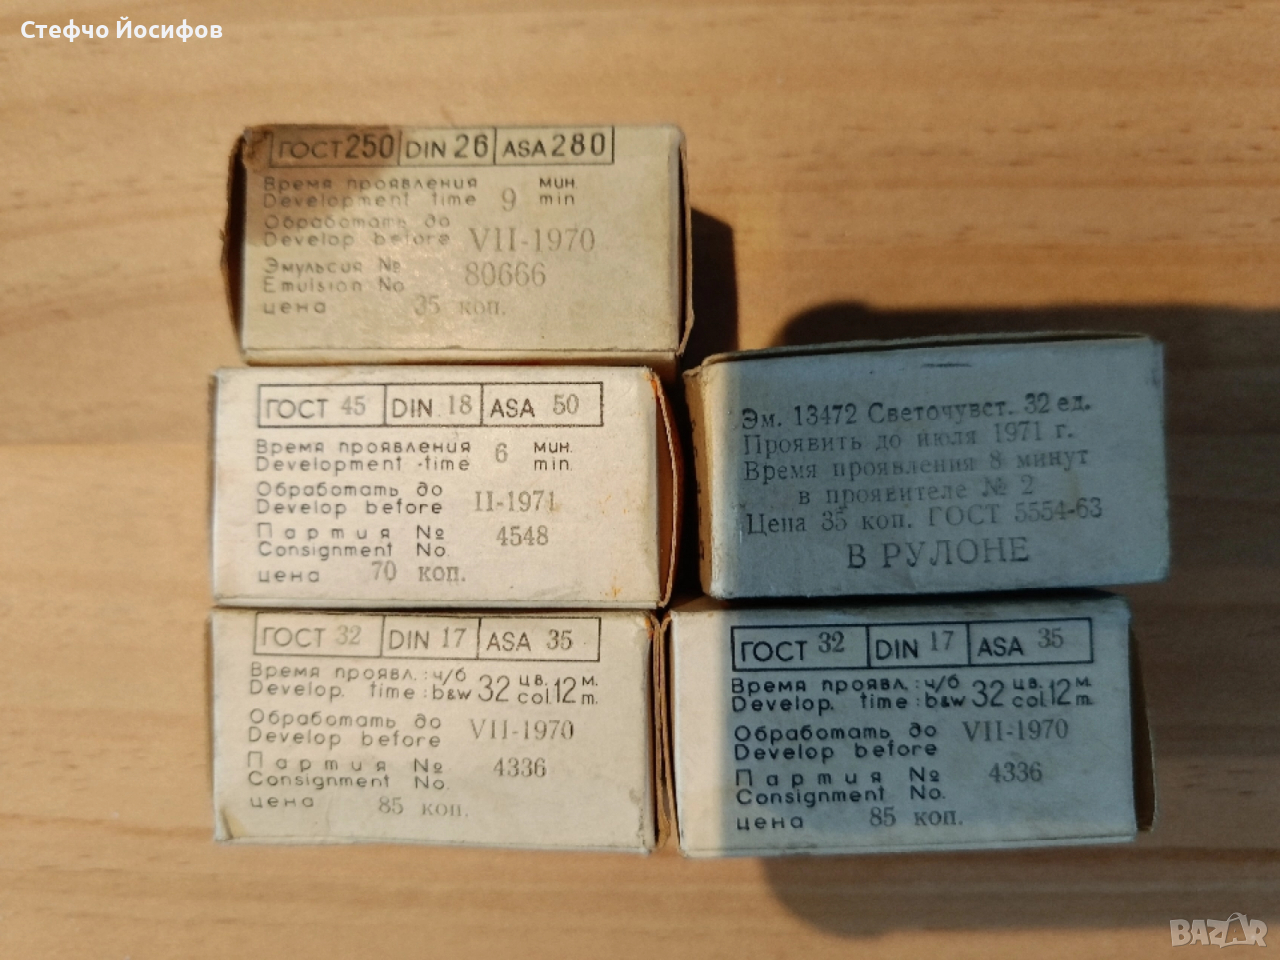 Стефчо Йосифов
ГОСТ 250 DIN 26 ASA 280
Время проявления 9 мин.
Development time min
Обработать до VII-1970
Develop before
Эмульсия № 80666
Emulsion No
цена 35 коп.
ГОСТ 45 DIN 18 ASA 50
Время проявления 6 мин.
Development -time min.
Обработать до II-1971
Develop before
Партия № 4548
Consignment No.
цена 70 коп.
Эм. 13472 Светочувст. 32 ед.
Проявить до июля 1971 г.
Время проявления 8 минут
в проявителе № 2
Цена 35 коп. ГОСТ 5554-63
В РУЛОНЕ
ГОСТ 32 DIN 17 ASA 35
Время проявл.: ч/б 32 цв. 12 м.
Develop. time: b&w col. m.
Обработать до VII-1970
Develop before
Партия № 4336
Consignment No.
цена 85 коп.
ГОСТ 32 DIN 17 ASA 35
Время проявл.: ч/б 32 цв. 12 м.
Develop. time: b&w col. m.
Обработать до VII-1970
Develop before
Партия № 4336
Consignment No.
цена 85 коп.
BAZAR